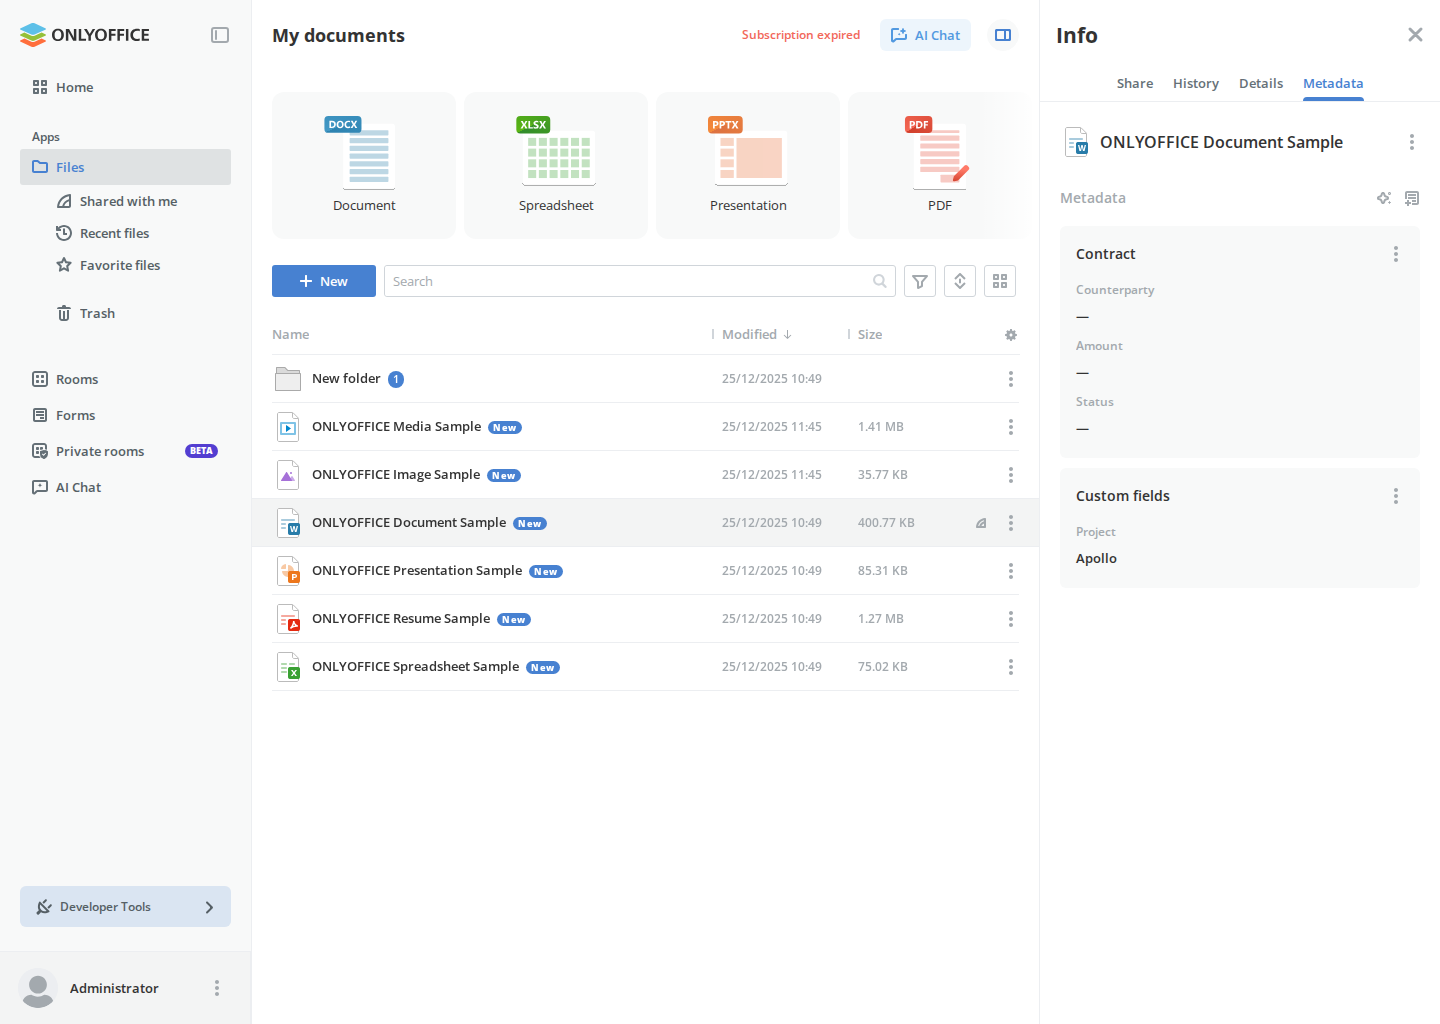 ONLYOFFICE
Home
Apps
Files
Shared with me
Recent files
Favorite files
Trash
Rooms
Forms
Private rooms BETA
AI Chat
Developer Tools
Administrator
My documents
Subscription expired
AI Chat
DOCX
Document
XLSX
Spreadsheet
PPTX
Presentation
PDF
PDF
New
Search
Name Modified Size
New folder 1 25/12/2025 10:49
ONLYOFFICE Media Sample New 25/12/2025 11:45 1.41 MB
ONLYOFFICE Image Sample New 25/12/2025 11:45 35.77 KB
W ONLYOFFICE Document Sample New 25/12/2025 10:49 400.77 KB
P ONLYOFFICE Presentation Sample New 25/12/2025 10:49 85.31 KB
ONLYOFFICE Resume Sample New 25/12/2025 10:49 1.27 MB
X ONLYOFFICE Spreadsheet Sample New 25/12/2025 10:49 75.02 KB
Info
Share History Details Metadata
W ONLYOFFICE Document Sample
Metadata
Contract
Counterparty
—
Amount
—
Status
—
Custom fields
Project
Apollo